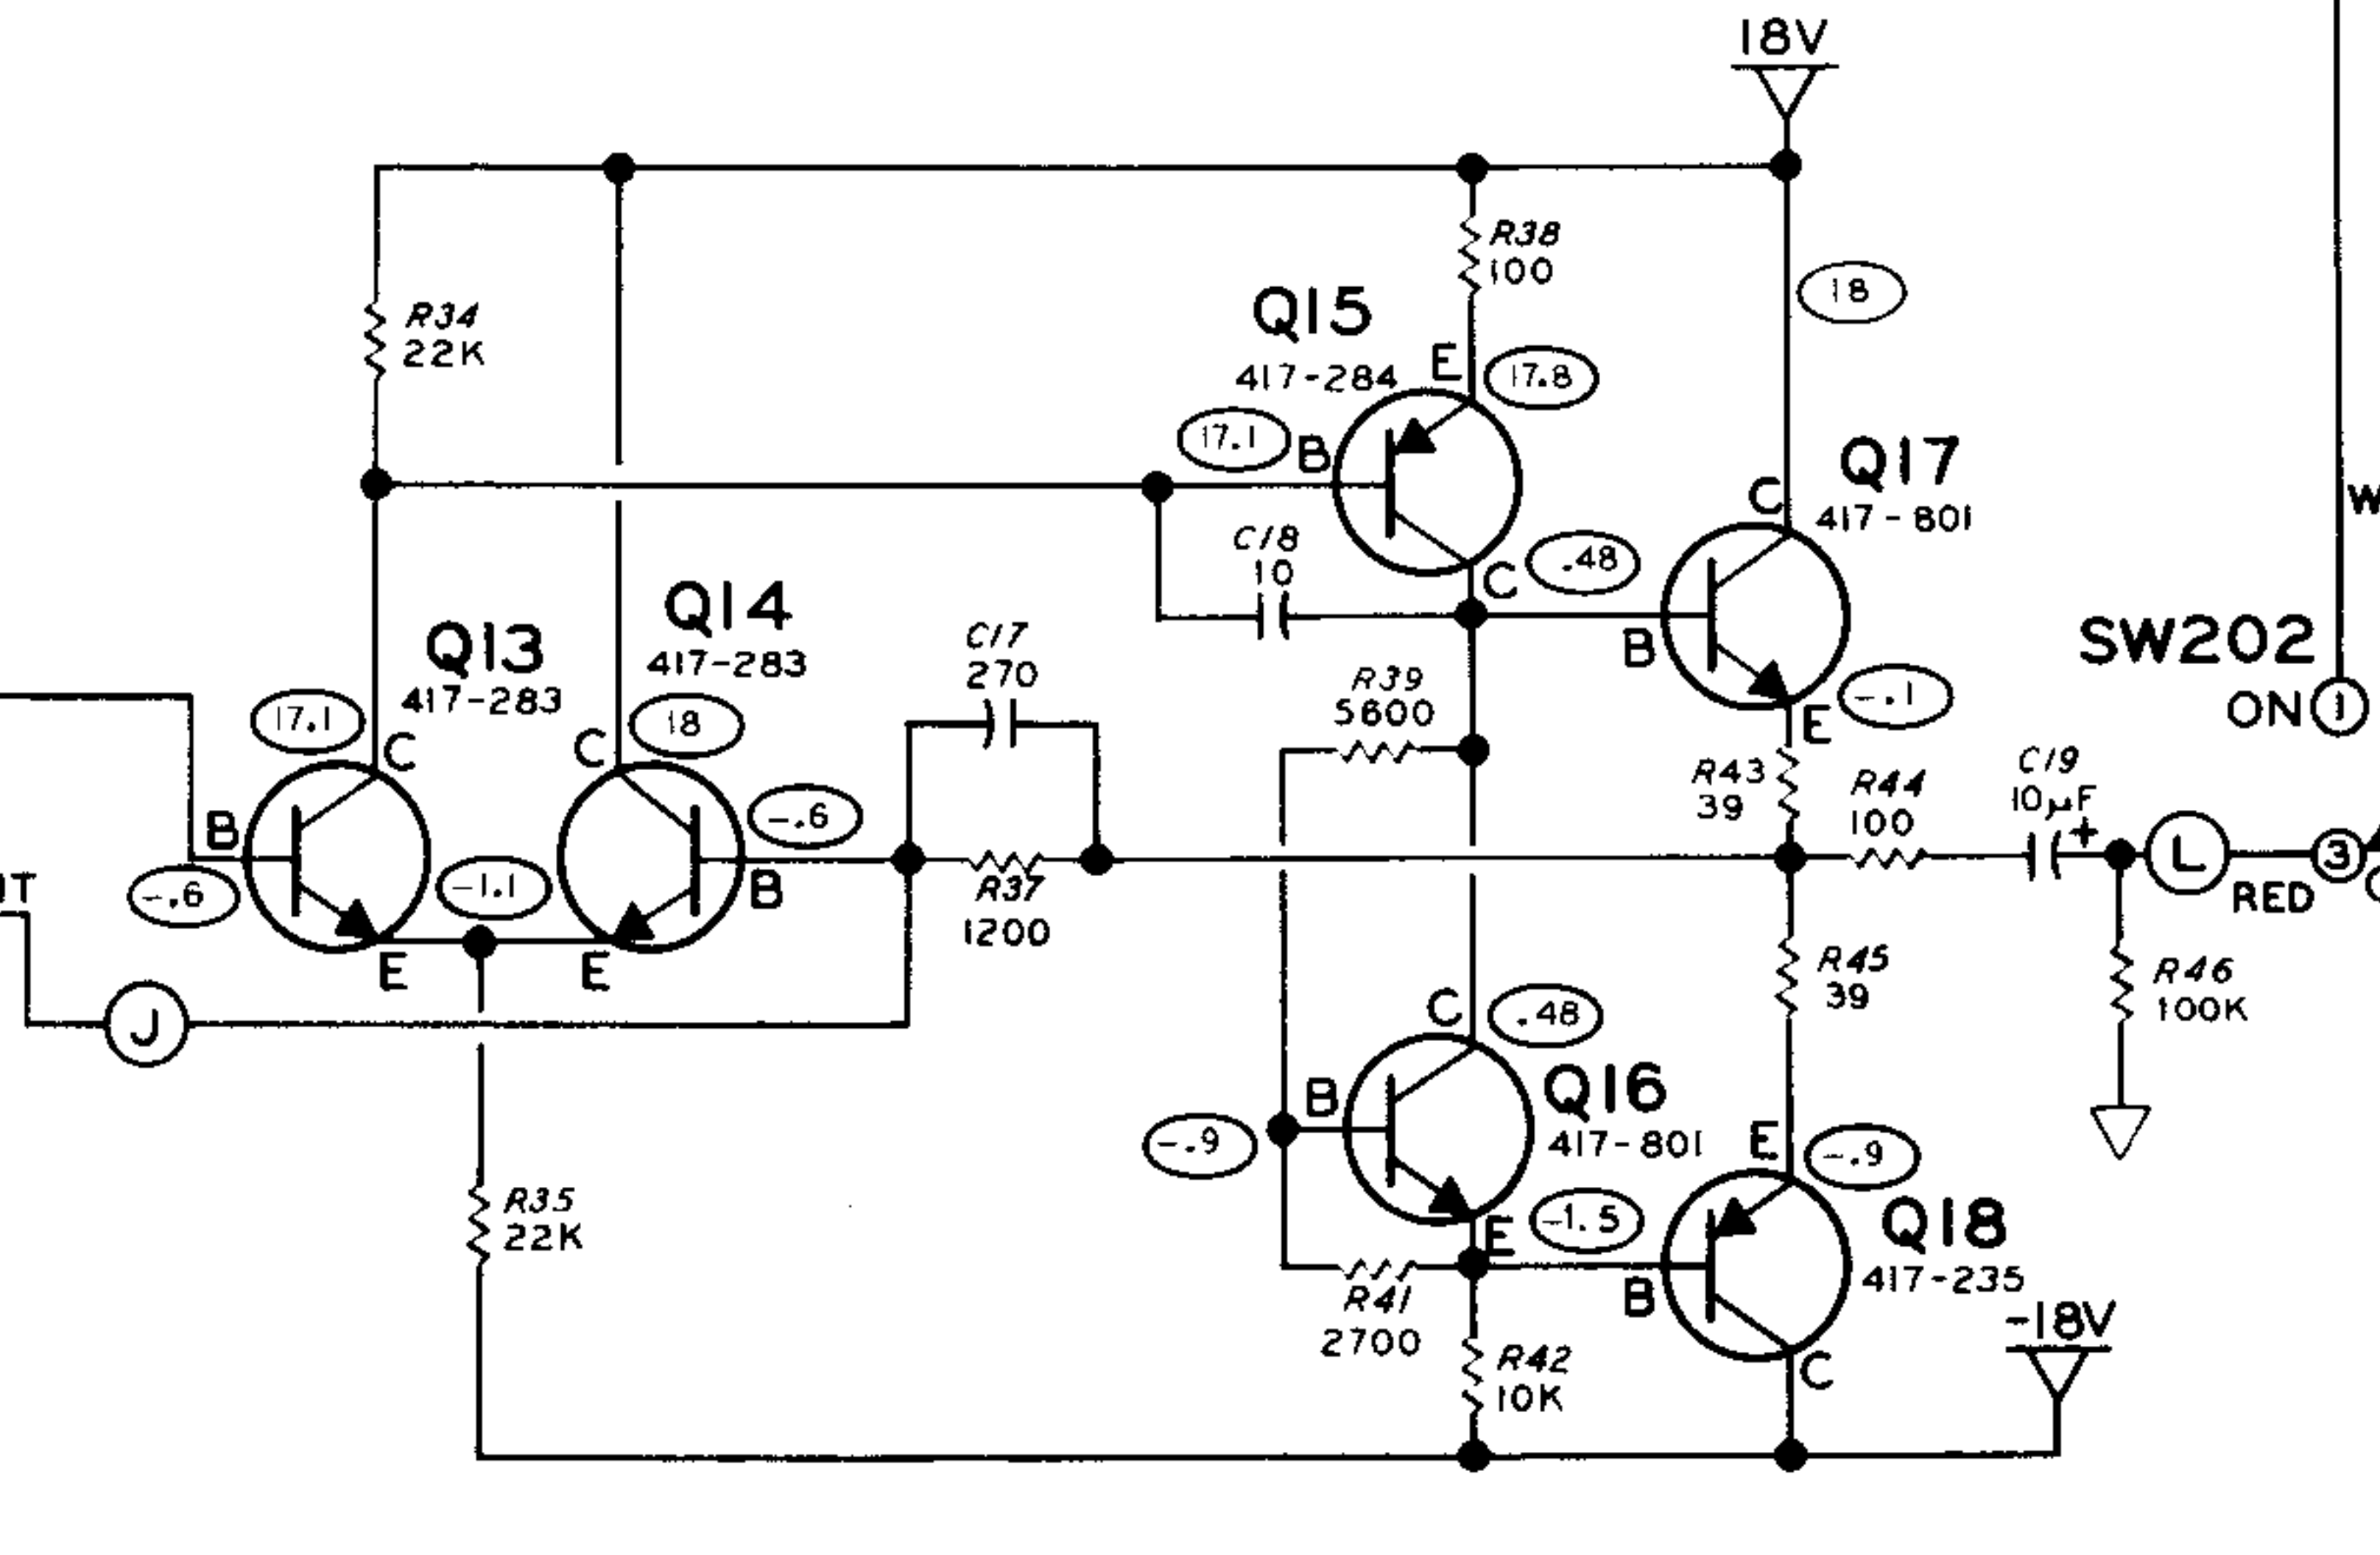 18V
R38
100
18
Q15
R34
22K
E
17.8
417-284
17.1
B
Q17
C
417-801
C18
10
.48
C
B
Q14
417-283
Q13
417-283
C17
270
SW202
ON 1
R39
5600
-.1
E
17.1
C
C
18
R43
39
R44
100
C19
10µF
+
B
-.6
-.6
-1.1
B
R37
1200
L
RED
3
E
E
J
R45
39
R46
100K
C
.48
Q16
417-801
B
-.9
E
-.9
R35
22K
E
-1.5
Q18
417-235
B
R41
2700
R42
10K
C
-18V